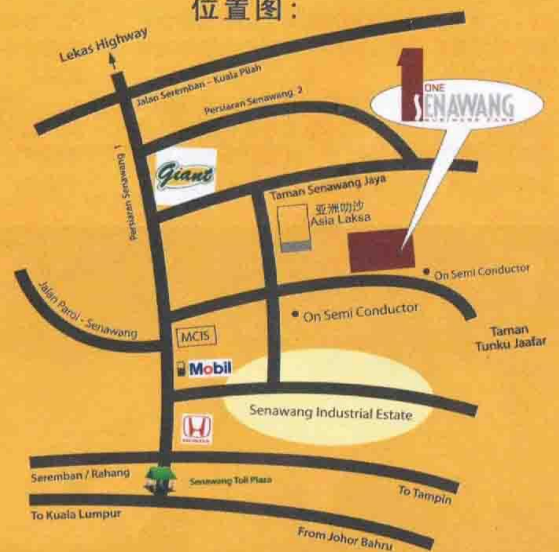 位置图：
Lekas Highway
Jalan Seremban - Kuala Pilah
Persiaran Senawang 2
1
ONE
SENAWANG
BUSINESS PARK
Persiaran Senawang 1
Giant
Taman Senawang Jaya
亚洲叻沙
Asia Laksa
On Semi Conductor
Jalan Paroi - Senawang
On Semi Conductor
MCIS
Taman
Tunku Jaafar
Mobil
Senawang Industrial Estate
HONDA
Seremban / Rahang
Senawang Toll Plaza
To Tampin
To Kuala Lumpur
From Johor Bahru